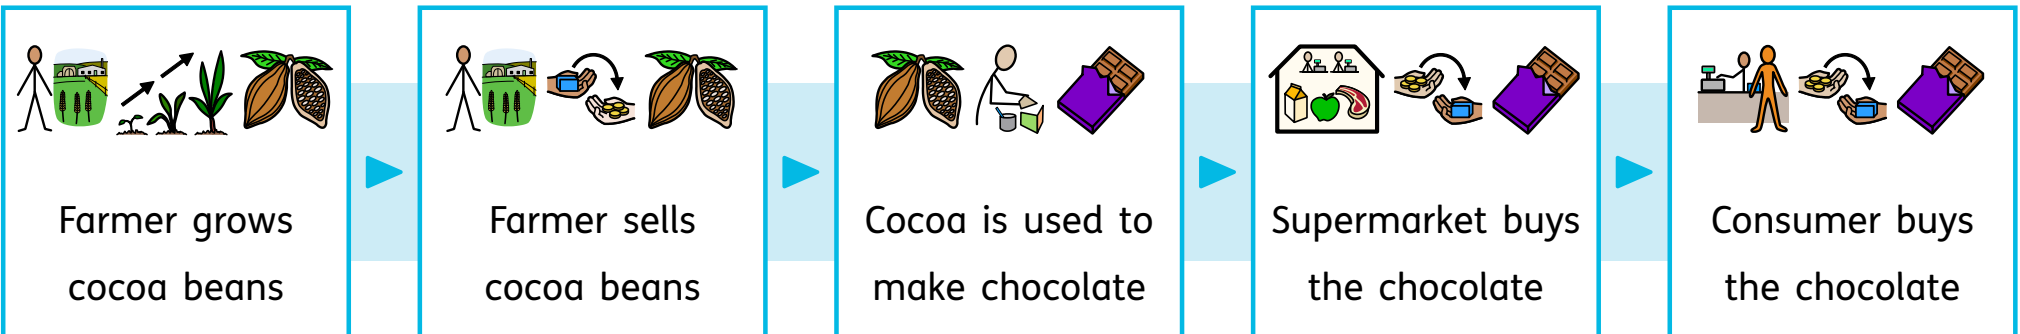 Farmer grows
cocoa beans
Farmer sells
cocoa beans
Cocoa is used to
make chocolate
Supermarket buys
the chocolate
Consumer buys
the chocolate